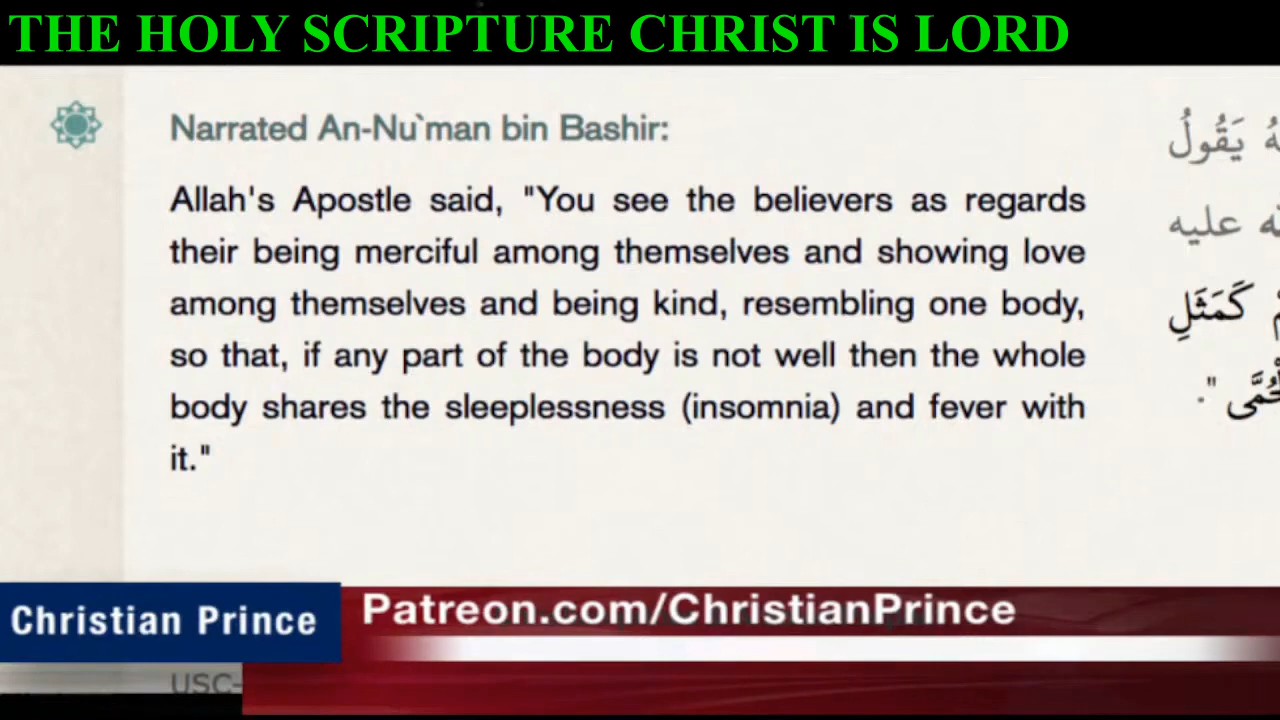 THE HOLY SCRIPTURE CHRIST IS LORD
Narrated An-Nu`man bin Bashir:
Allah's Apostle said, "You see the believers as regards
their being merciful among themselves and showing love
among themselves and being kind, resembling one body,
so that, if any part of the body is not well then the whole
body shares the sleeplessness (insomnia) and fever with
it."
يَقُولُ
عليه
كَمَثَلِ
".
Christian Prince
Patreon.com/ChristianPrince
USC-